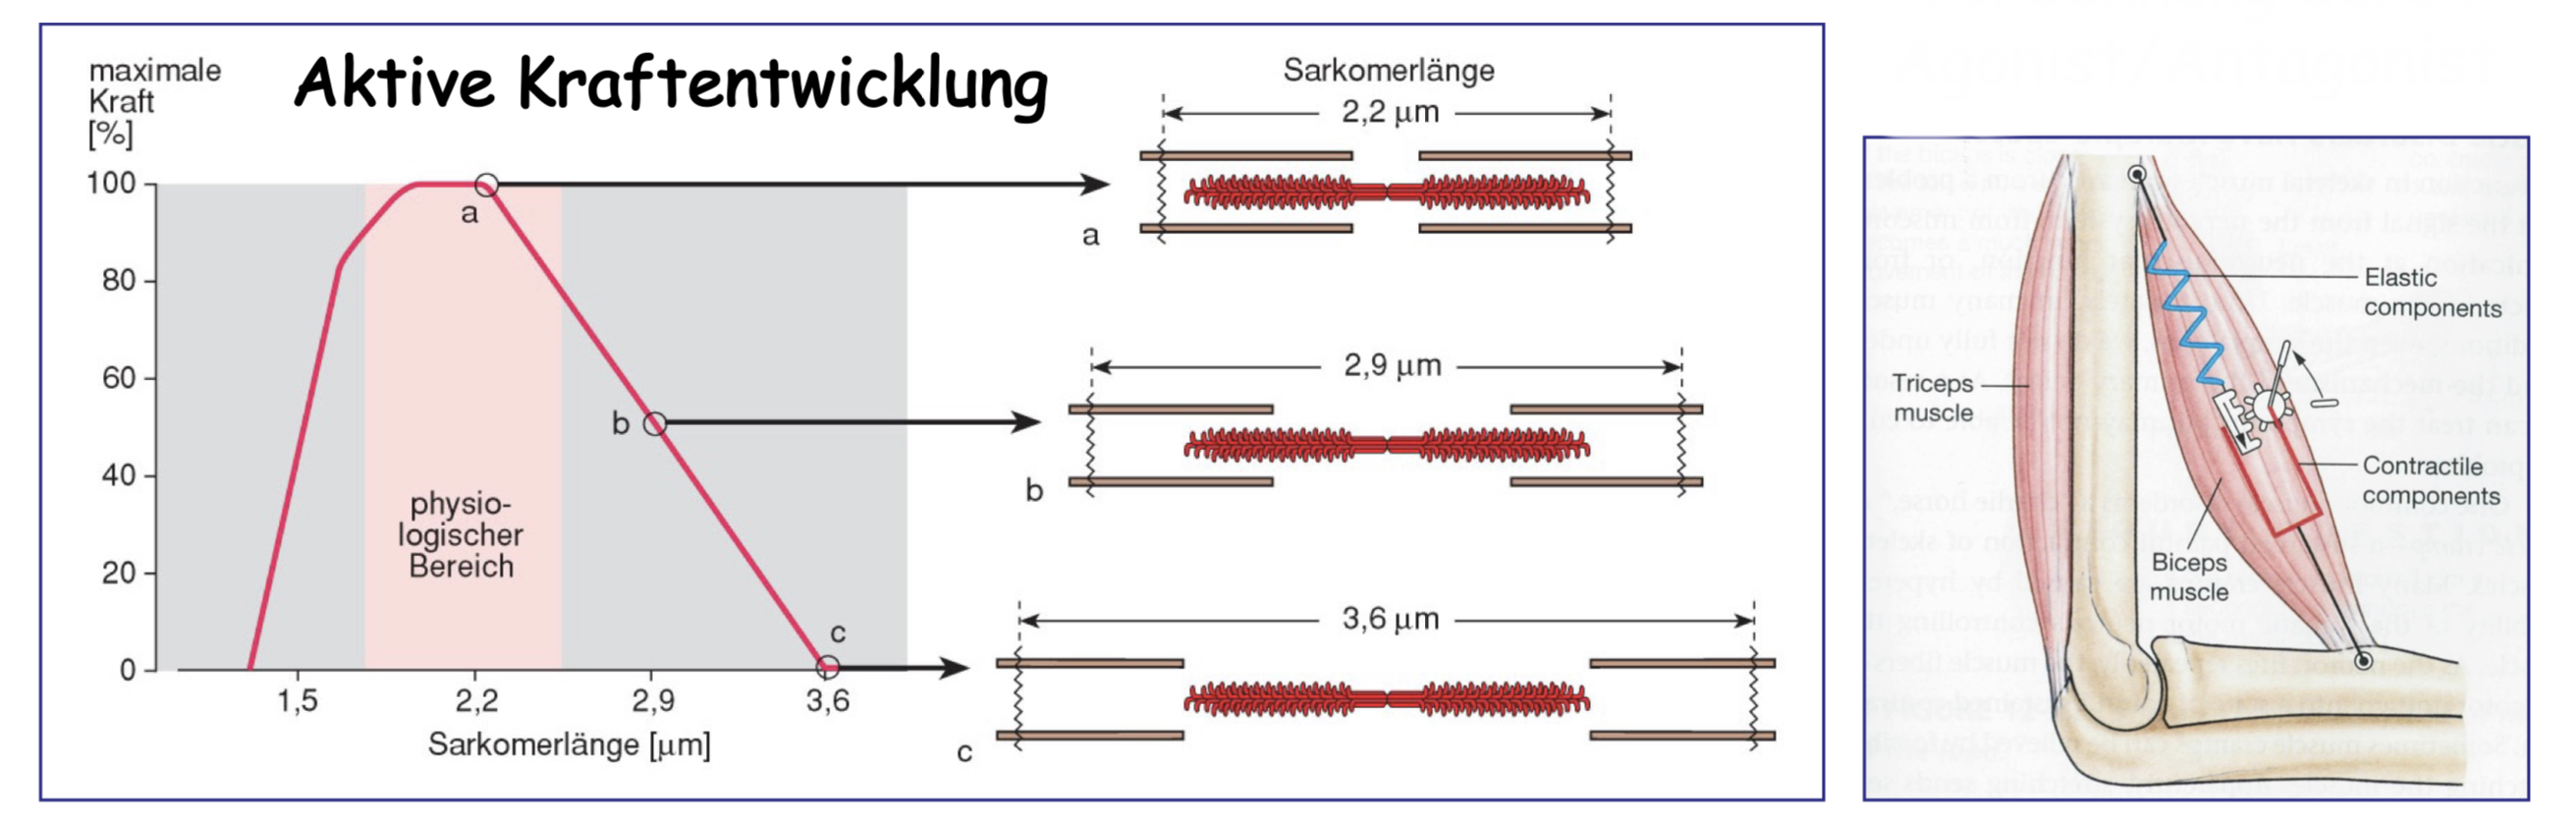 Aktive Kraftentwicklung
maximale
Kraft
[%]
100
80
60
40
20
0
a
b
c
physio-
logischer
Bereich
1,5
2,2
2,9
3,6
Sarkomerlänge [µm]
Sarkomerlänge
2,2 µm
a
2,9 µm
b
3,6 µm
c
Elastic
components
Triceps
muscle
Contractile
components
Biceps
muscle